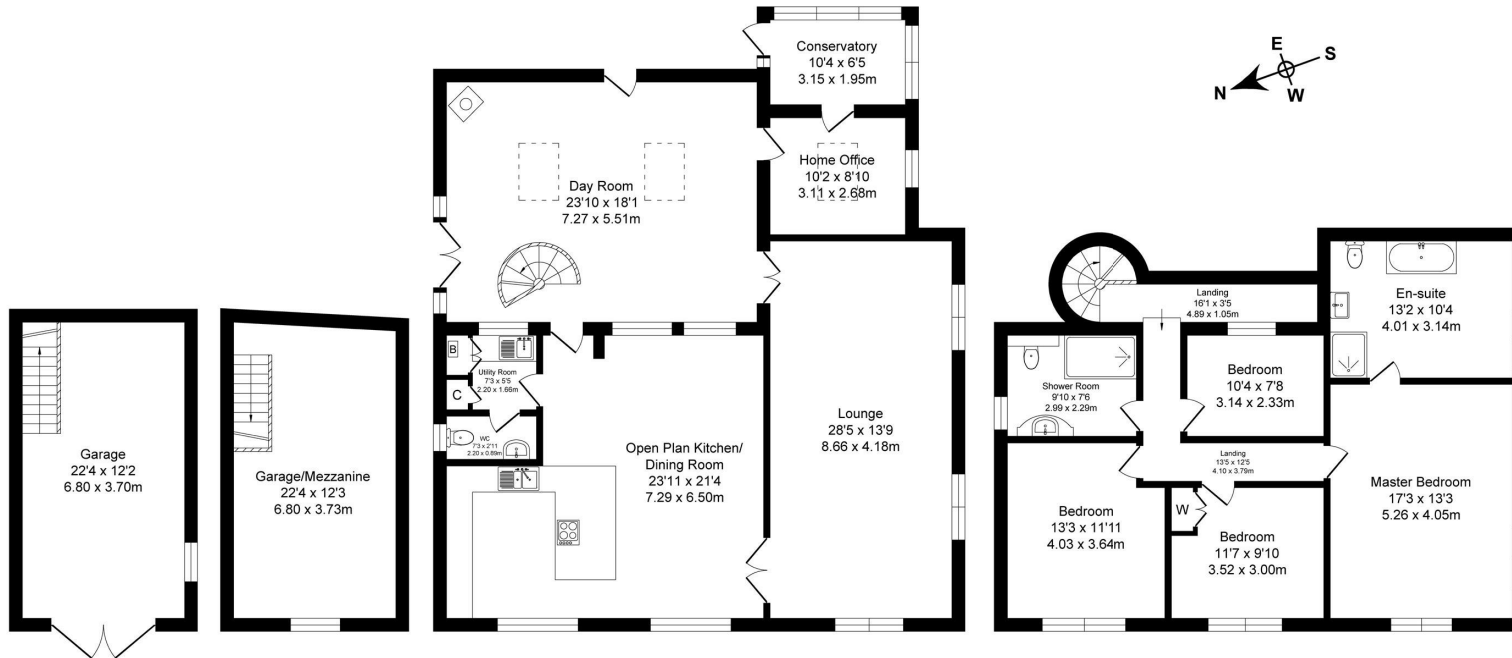 Garage
22'4 x 12'2
6.80 x 3.70m
Garage/Mezzanine
22'4 x 12'3
6.80 x 3.73m
Conservatory
10'4 x 6'5
3.15 x 1.95m
Home Office
10'2 x 8'10
3.11 x 2.68m
Day Room
23'10 x 18'1
7.27 x 5.51m
B
Utility Room
7'3 x 5'5
2.20 x 1.66m
C
WC
7'3 x 2'11
2.20 x 0.89m
Open Plan Kitchen/
Dining Room
23'11 x 21'4
7.29 x 6.50m
Lounge
28'5 x 13'9
8.66 x 4.18m
E
S
N
W
Landing
16'1 x 3'5
4.89 x 1.05m
En-suite
13'2 x 10'4
4.01 x 3.14m
Shower Room
9'10 x 7'6
2.99 x 2.29m
Bedroom
10'4 x 7'8
3.14 x 2.33m
Landing
13'5 x 12'5
4.10 x 3.79m
Master Bedroom
17'3 x 13'3
5.26 x 4.05m
Bedroom
13'3 x 11'11
4.03 x 3.64m
W
Bedroom
11'7 x 9'10
3.52 x 3.00m